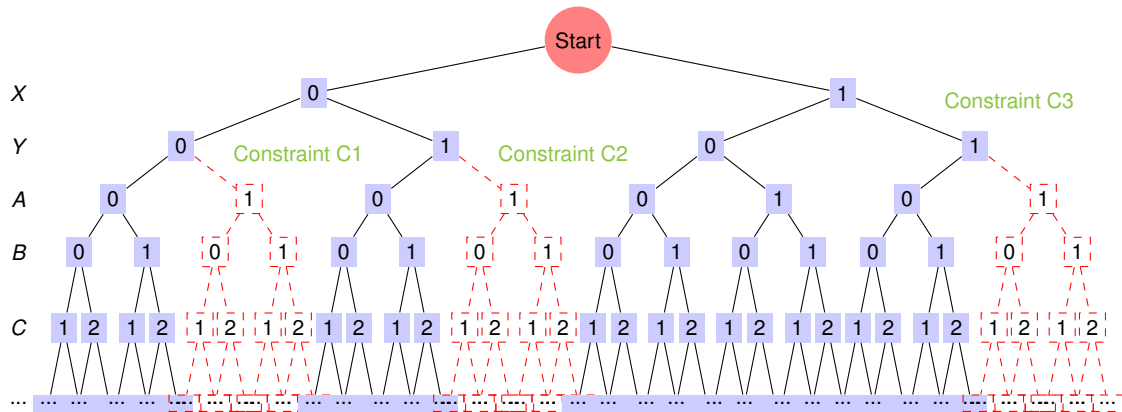 Start
X 0 1 Constraint C3
Y 0 Constraint C1 1 Constraint C2 0 1
A 0 1 0 1 0 1 0 1
B 0 1 0 1 0 1 0 1 0 1 0 1 0 1 0 1
C 1 2 1 2 1 2 1 2 1 2 1 2 1 2 1 2 1 2 1 2 1 2 1 2 1 2 1 2 1 2 1 2
... ... ... ... ... ... ... ... ... ... ... ... ... ... ... ... ... ... ... ... ... ... ... ... ... ... ... ... ... ... ... ... ...